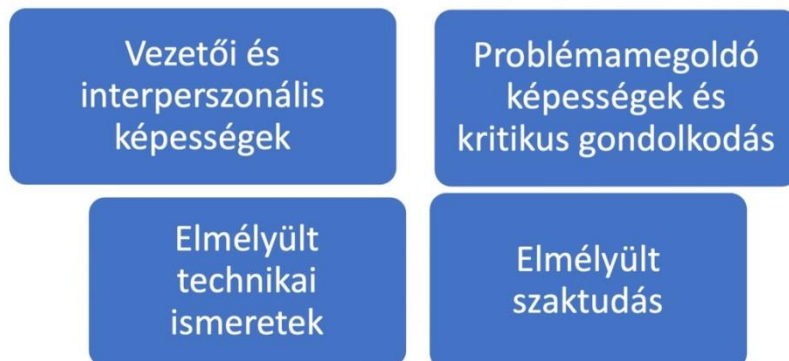 Vezetői és
interperszonális
képességek
Problémamegoldó
képességek és
kritikus gondolkodás
Elmélyült
technikai
ismeretek
Elmélyült
szaktudás